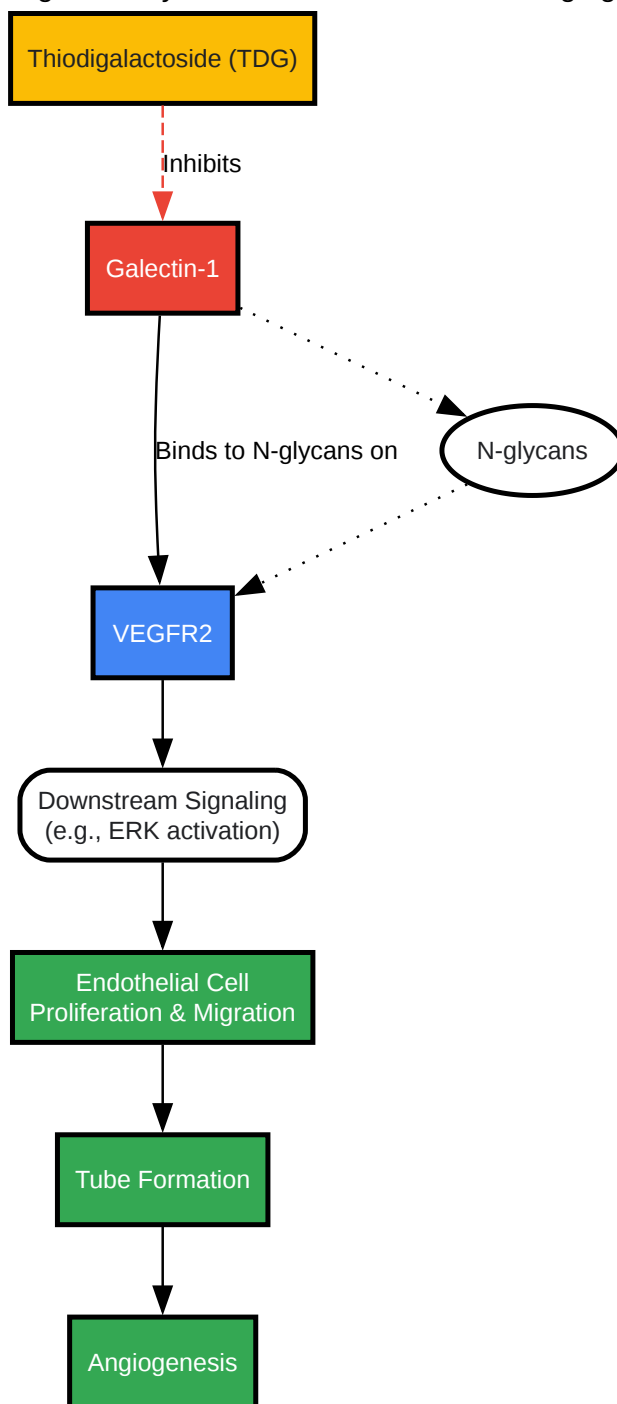 Thiodigalactoside (TDG)
Inhibits
Galectin-1
Binds to N-glycans on
N-glycans
VEGFR2
Downstream Signaling
(e.g., ERK activation)
Endothelial Cell
Proliferation & Migration
Tube Formation
Angiogenesis